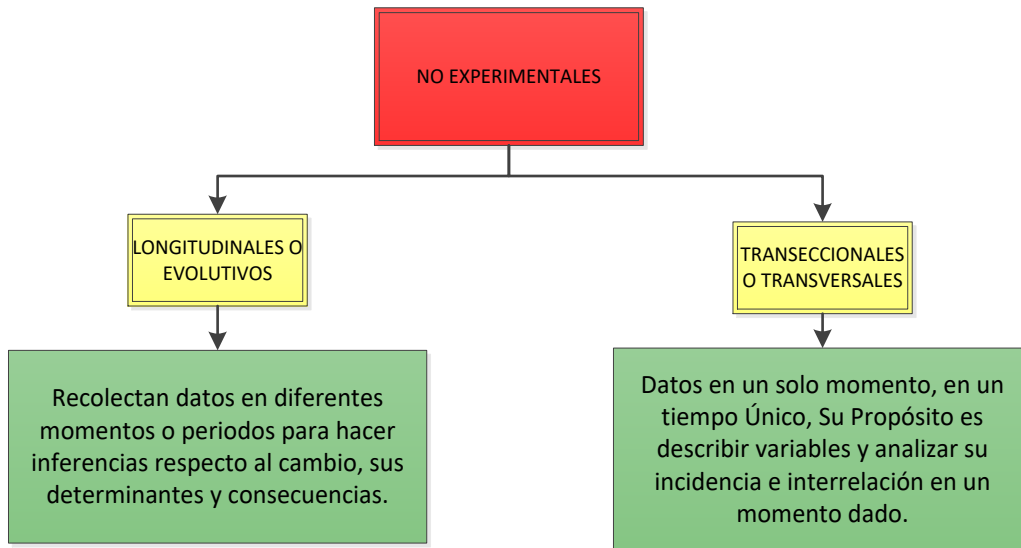 NO EXPERIMENTALES
LONGITUDINALES O
EVOLUTIVOS
TRANSECCIONALES
O TRANSVERSALES
Recolectan datos en diferentes
momentos o periodos para hacer
inferencias respecto al cambio, sus
determinantes y consecuencias.
Datos en un solo momento, en un
tiempo Único, Su Propósito es
describir variables y analizar su
incidencia e interrelación en un
momento dado.